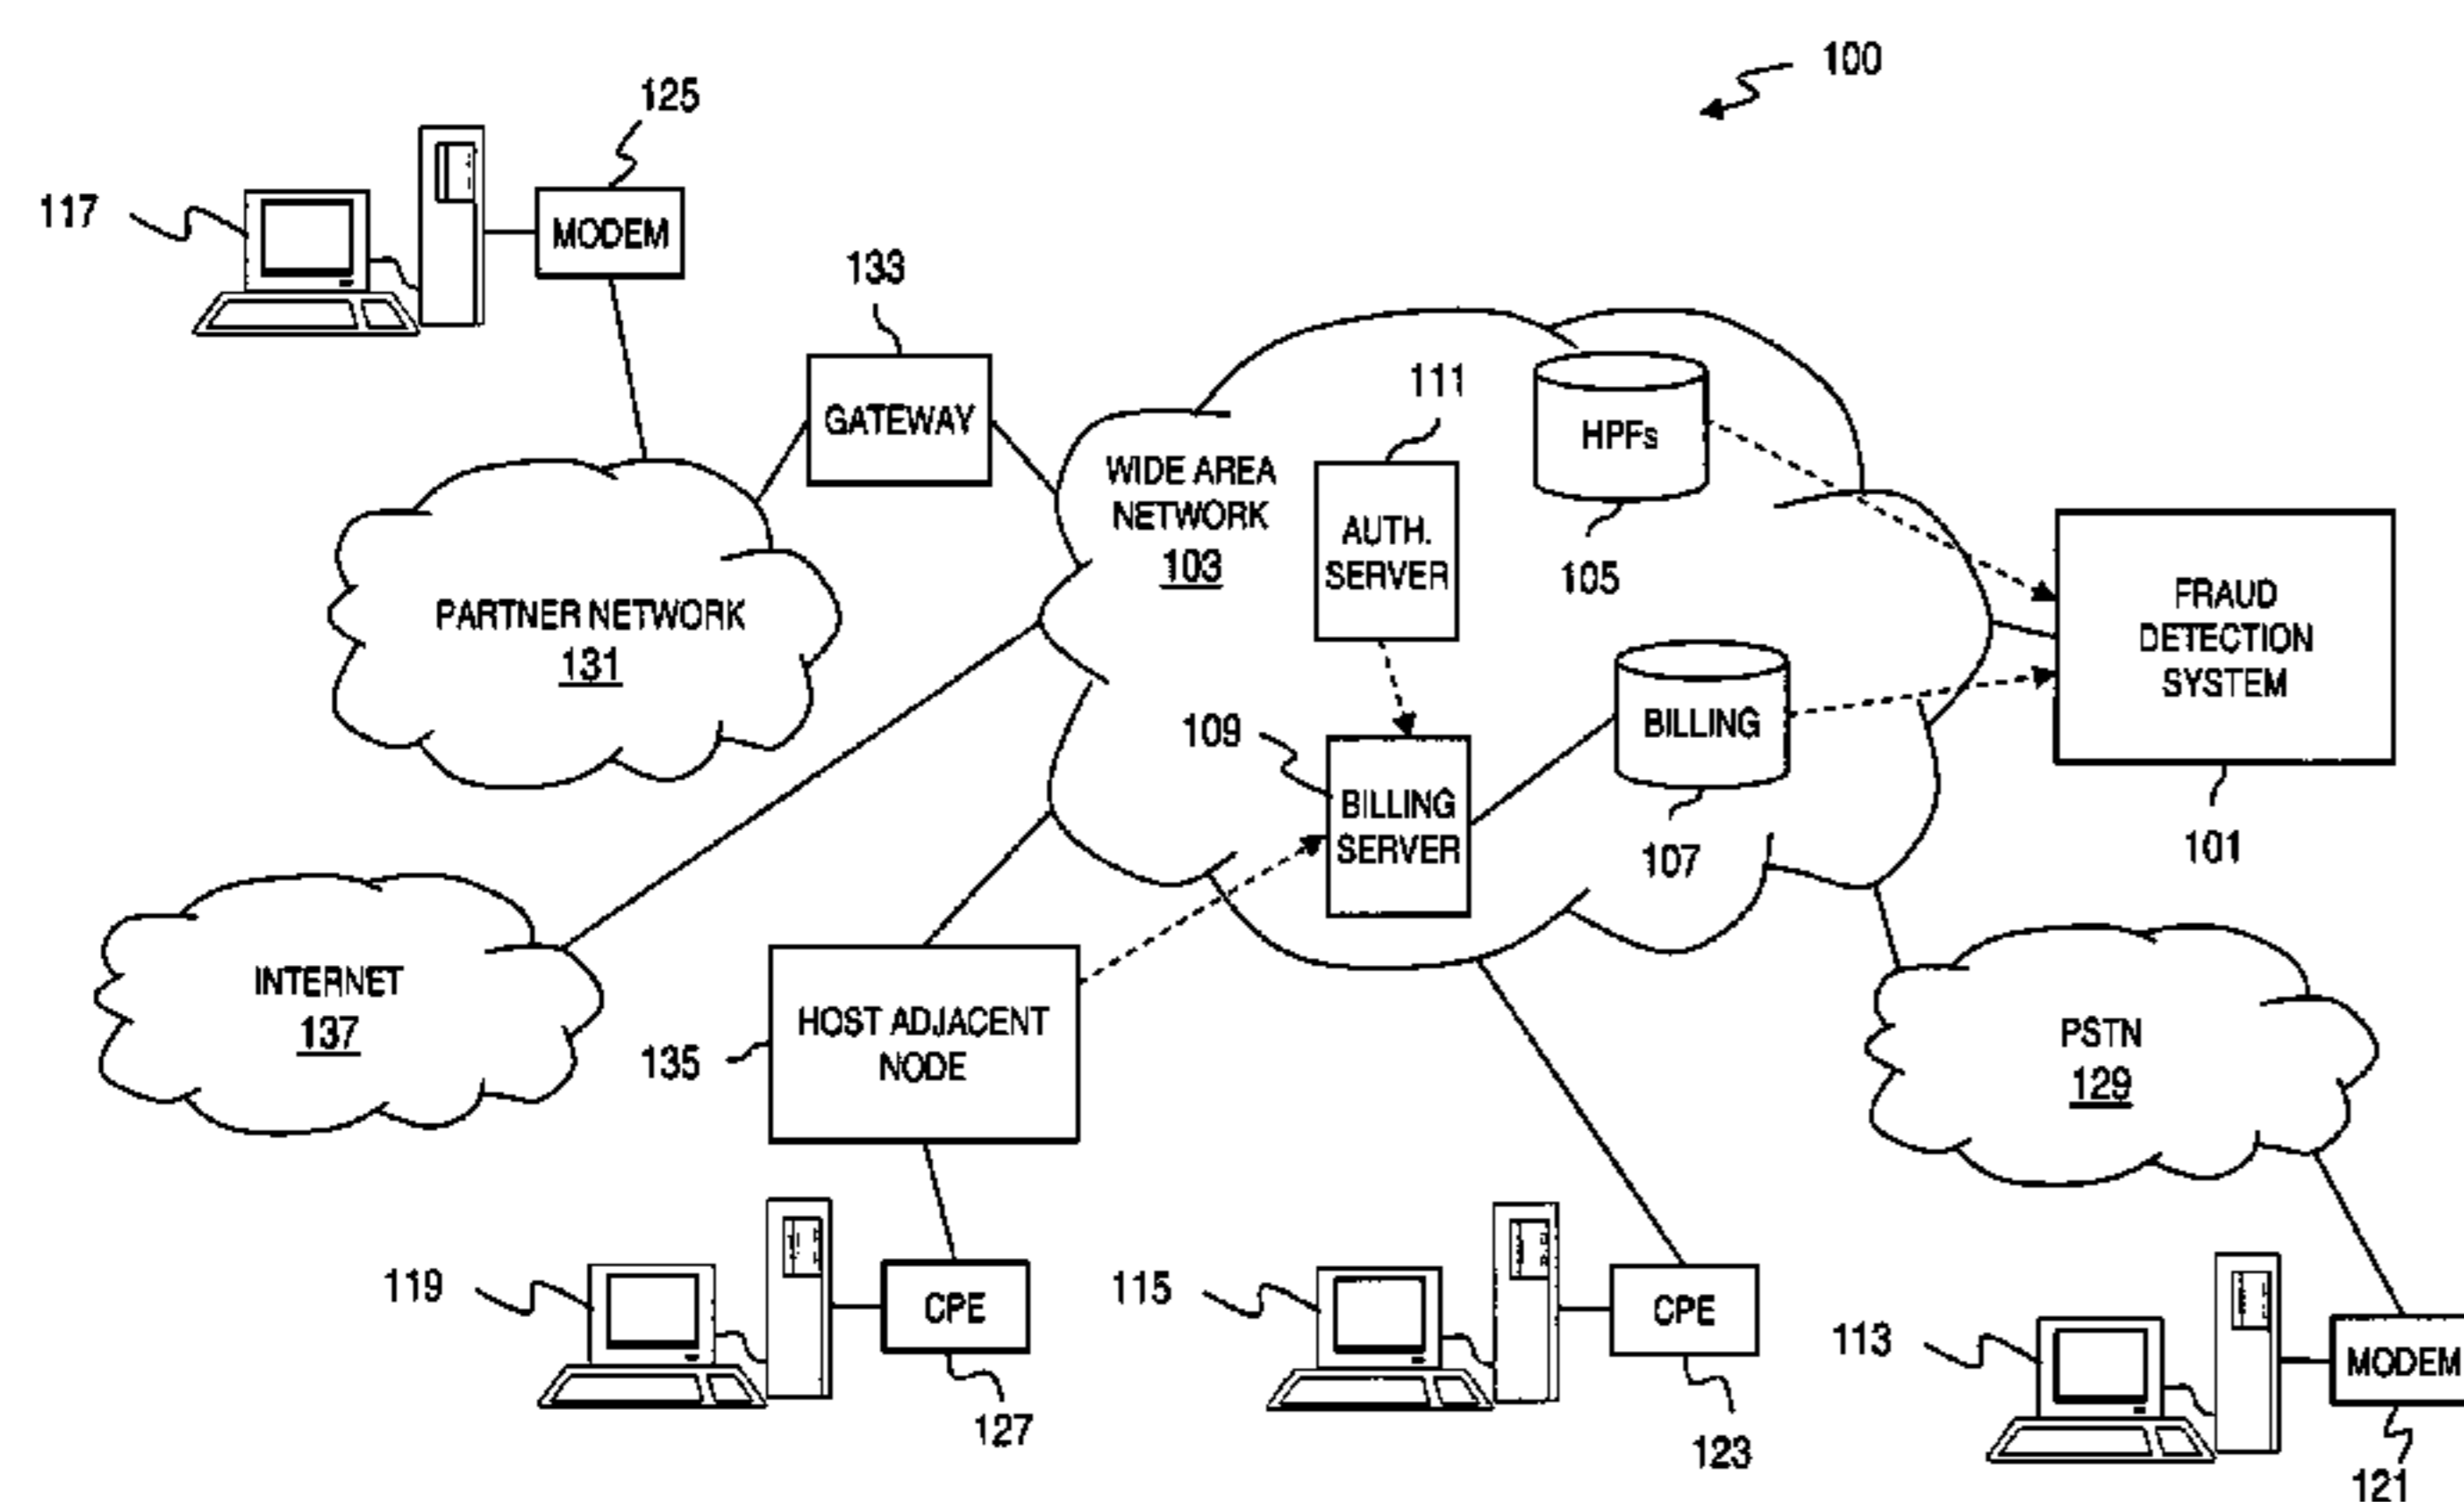 100
125
117
MODEM
133
GATEWAY
111
HPFs
WIDE AREA
NETWORK
103
AUTH.
SERVER
105
FRAUD
DETECTION
SYSTEM
PARTNER NETWORK
131
109
BILLING
BILLING
SERVER
107
101
INTERNET
137
HOST ADJACENT
NODE
135
PSTN
129
119
CPE
127
115
CPE
123
113
MODEM
121